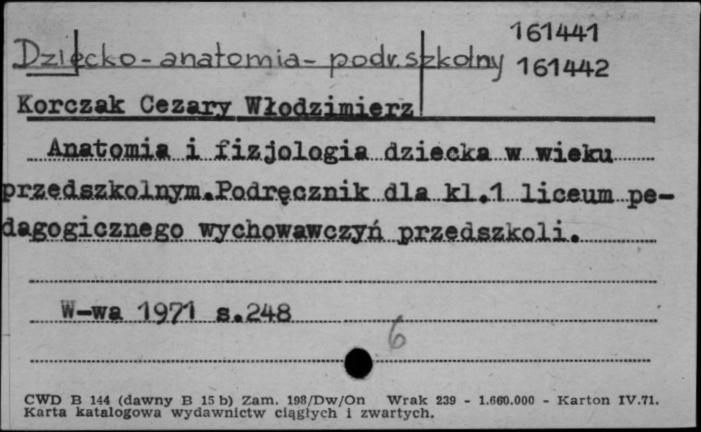 161441
Dziecko - anatomia - podr. szkolny 161442
Korczak Cezary Włodzimierz
Anatomia i fizjologia dziecka w wieku
przedszkolnym.Podręcznik dla kl.1 liceum pe-
dagogicznego wychowawczyń przedszkoli.
W-wa 1971 s.248
6
CWD B 144 (dawny B 15 b) Zam. 198/Dw/On Wrak 239 - 1.660.000 - Karton IV.71.
Karta katalogowa wydawnictw ciągłych i zwartych.